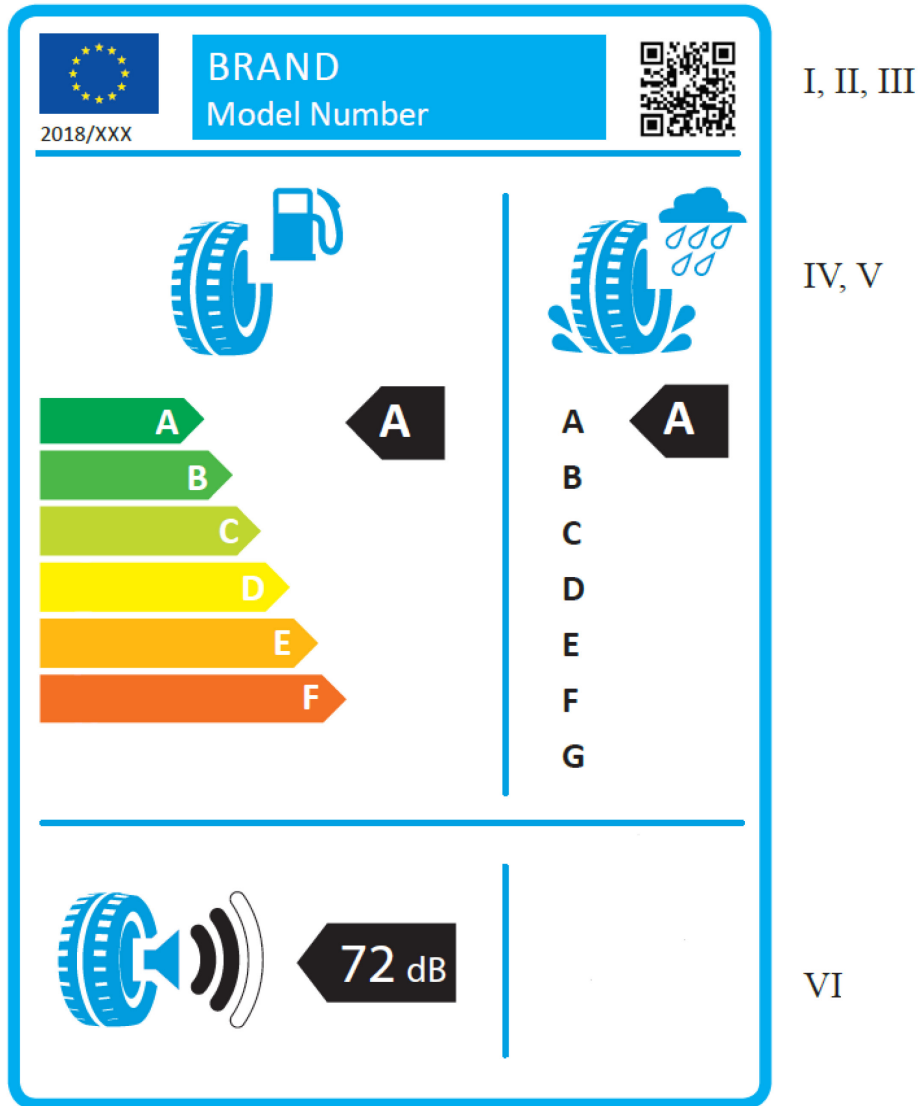 BRAND
Model Number
2018/XXX
I, II, III
IV, V
A
B
C
D
E
F
A
A
B
C
D
E
F
G
A
72 dB
VI